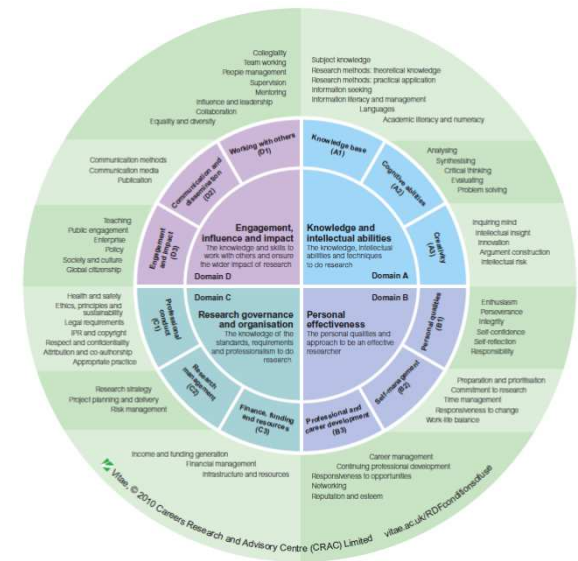 Collegiality
Team working
People management
Supervision
Mentoring
Influence and leadership
Collaboration
Equality and diversity
Subject knowledge
Research methods: theoretical knowledge
Research methods: practical application
Information seeking
Information literacy and management
Languages
Academic literacy and numeracy
Communication methods
Communication media
Publication
Analysing
Synthesising
Critical thinking
Evaluating
Problem solving
Teaching
Public engagement
Enterprise
Policy
Society and culture
Global citizenship
Inquiring mind
Intellectual insight
Innovation
Argument construction
Intellectual risk
Working with others
(D1)
Communication and
dissemination
(D2)
Engagement
and impact
(D3)
Knowledge base
(A1)
Cognitive abilities
(A2)
Creativity
(A3)
Engagement,
influence and impact
The knowledge and skills to
work with others and ensure
the wider impact of research
Domain D
Knowledge and
intellectual abilities
The knowledge, intellectual
abilities and techniques
to do research
Domain A
Domain C
Research governance
and organisation
The knowledge of the
standards, requirements
and professionalism to do
research
Domain B
Personal
effectiveness
The personal qualities and
approach to be an effective
researcher
Professional
conduct
(C1)
Research
management
(C2)
Finance, funding
and resources
(C3)
Personal qualities
(B1)
Self-management
(B2)
Professional and
career development
(B3)
Health and safety
Ethics, principles and
sustainability
Legal requirements
IPR and copyright
Respect and confidentiality
Attribution and co-authorship
Appropriate practice
Enthusiasm
Perseverance
Integrity
Self-confidence
Self-reflection
Responsibility
Research strategy
Project planning and delivery
Risk management
Preparation and prioritisation
Commitment to research
Time management
Responsiveness to change
Work-life balance
Income and funding generation
Financial management
Infrastructure and resources
Career management
Continuing professional development
Responsiveness to opportunities
Networking
Reputation and esteem
Vitae, © 2010 Careers Research and Advisory Centre (CRAC) Limited
vitae.ac.uk/RDFconditionsofuse